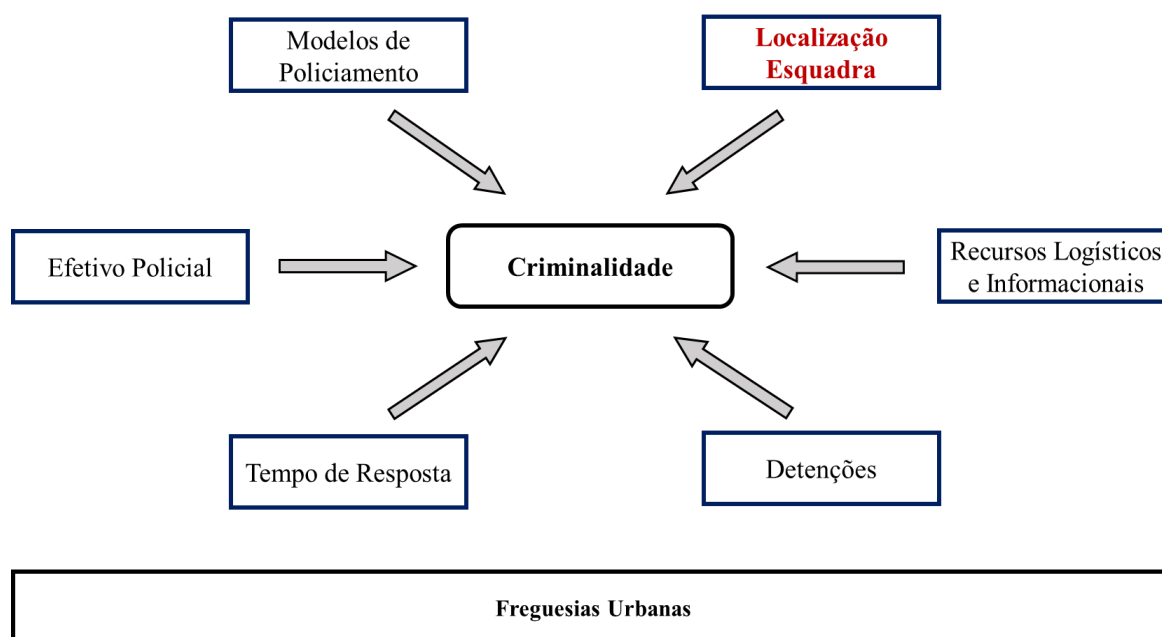 Modelos de
Policiamento
Localização
Esquadra
Efetivo Policial
Criminalidade
Recursos Logísticos
e Informacionais
Tempo de Resposta
Detenções
Freguesias Urbanas